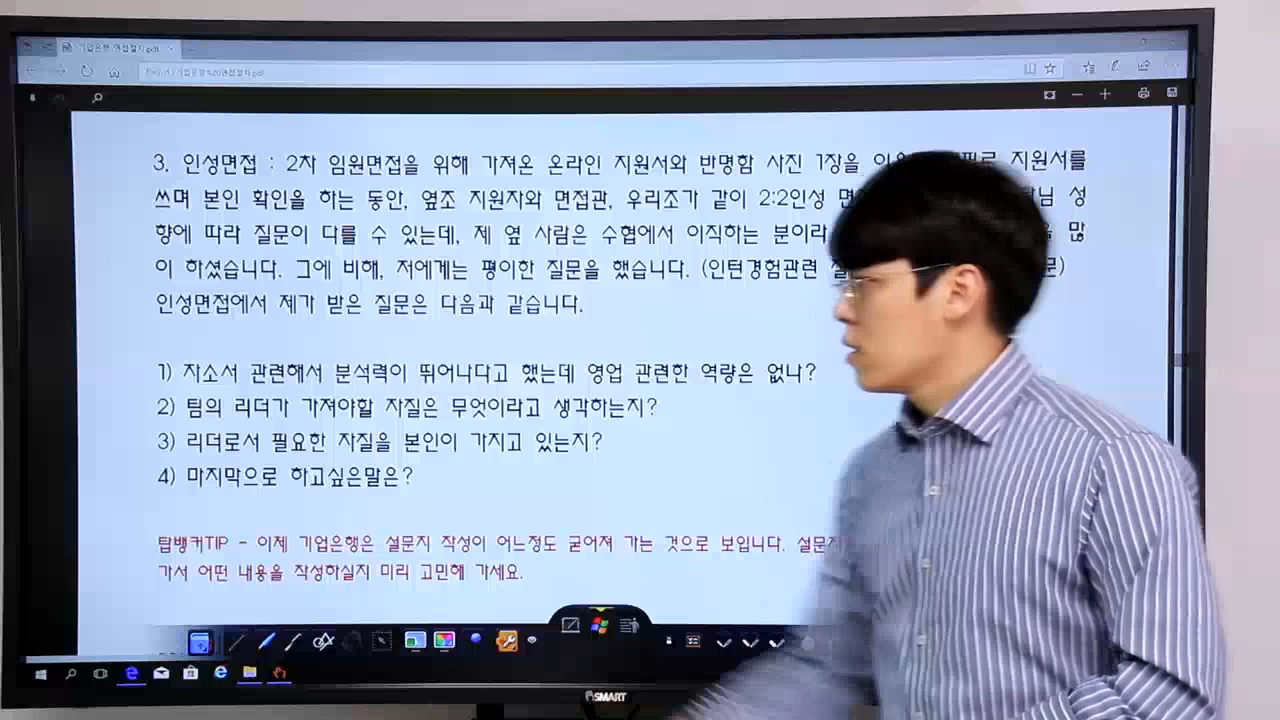 기업은행 면접절차.pdf
3. 인성면접 : 2차 임원면접을 위해 가져온 온라인 지원서와 반명함 사진 1장을 지원서를
쓰며 본인 확인을 하는 동안, 옆조 지원자와 면접관, 우리조가 같이 2:2인성 성
향에 따라 질문이 다를 수 있는데, 제 옆 사람은 수협에서 이직하는 분이라 많
이 하셨습니다. 그에 비해, 저에게는 평이한 질문을 했습니다. (인턴경험관련
인성면접에서 제가 받은 질문은 다음과 같습니다.
1) 자소서 관련해서 분석력이 뛰어나다고 했는데 영업 관련한 역량은 없나?
2) 팀의 리더가 가져야할 자질은 무엇이라고 생각하는지?
3) 리더로서 필요한 자질을 본인이 가지고 있는지?
4) 마지막으로 하고싶은말은?
탑뱅커TIP - 이제 기업은행은 설문지 작성이 어느정도 굳어져 가는 것으로 보입니다.
가서 어떤 내용을 작성하실지 미리 고민해 가세요.
SMART